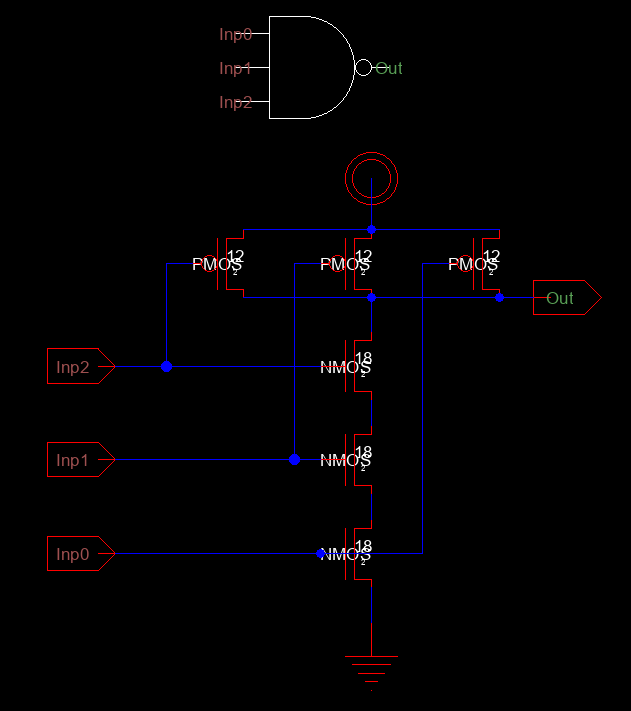 Inp0
Inp1
Out
Inp2
PMOS 12 2
PMOS 12 2
PMOS 12 2
Out
Inp2
NMOS 18 2
Inp1
NMOS 18 2
Inp0
NMOS 18 2